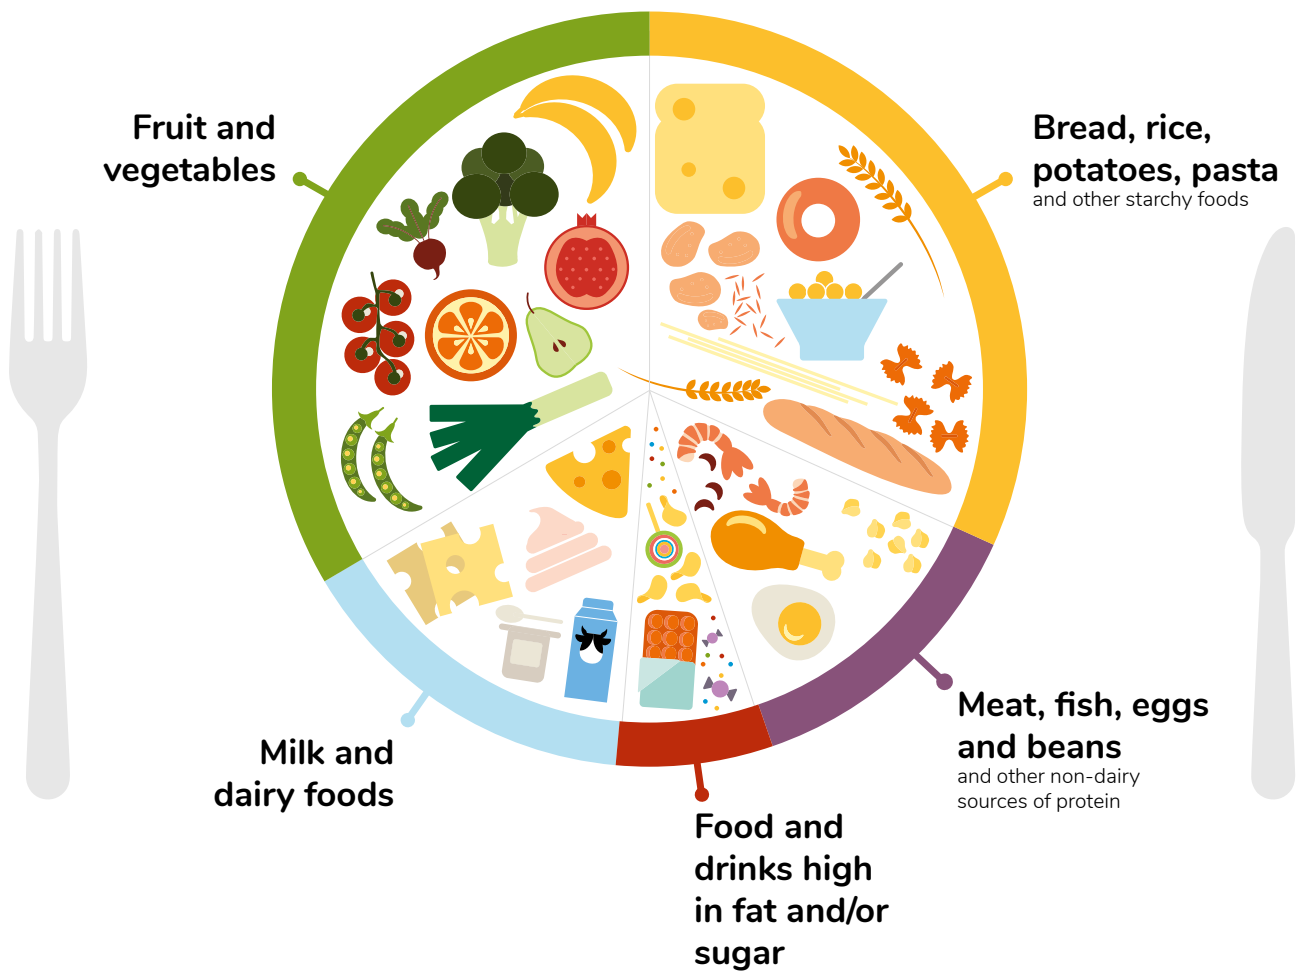 Fruit and
vegetables
Bread, rice,
potatoes, pasta
and other starchy foods
Meat, fish, eggs
and beans
and other non-dairy
sources of protein
Milk and
dairy foods
Food and
drinks high
in fat and/or
sugar